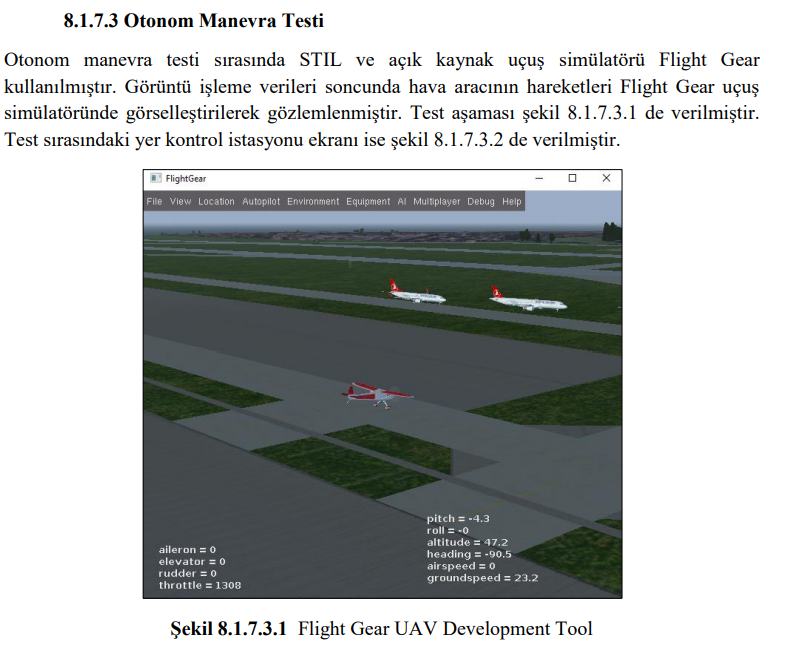 8.1.7.3 Otonom Manevra Testi
Otonom manevra testi sırasında STIL ve açık kaynak uçuş simülatörü Flight Gear
kullanılmıştır. Görüntü işleme verileri soncunda hava aracının hareketleri Flight Gear uçuş
simülatöründe görselleştirilerek gözlemlenmiştir. Test aşaması şekil 8.1.7.3.1 de verilmiştir.
Test sırasındaki yer kontrol istasyonu ekranı ise şekil 8.1.7.3.2 de verilmiştir.
FlightGear
File View Location Autopilot Environment Equipment AI Multiplayer Debug Help
pitch = -4.3
roll = -0
altitude = 47.2
heading = -90.5
airspeed = 0
groundspeed = 23.2
aileron = 0
elevator = 0
rudder = 0
throttle = 1308
Şekil 8.1.7.3.1 Flight Gear UAV Development Tool